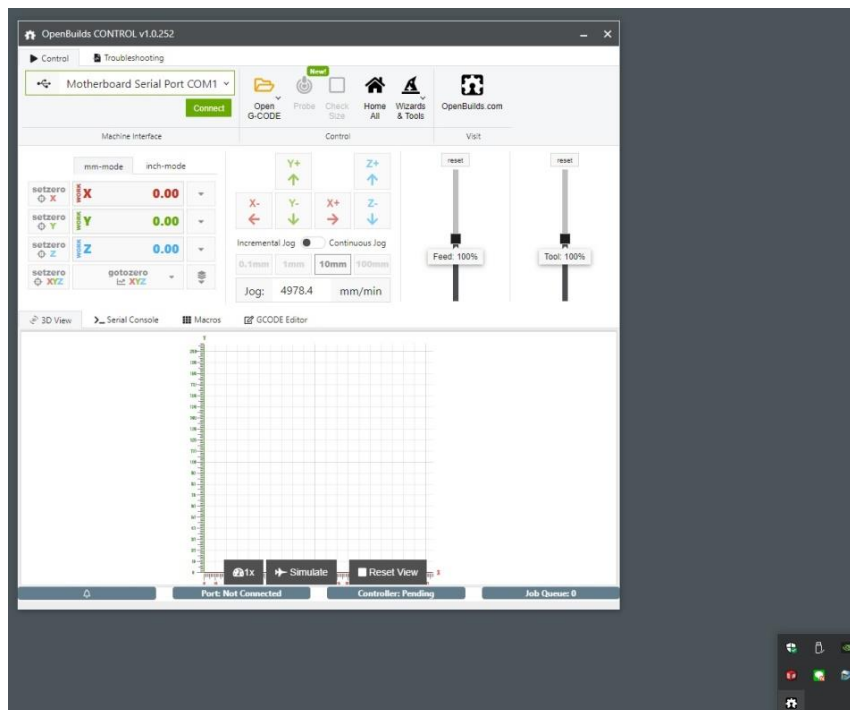 OpenBuilds CONTROL v1.0.252
Control Troubleshooting
Motherboard Serial Port COM1
Connect
Machine Interface
New!
Open G-CODE
Probe
Check Size
Home All
Wizards & Tools
Control
OpenBuilds.com
Visit
mm-mode inch-mode
setzero X
WORK X 0.00
setzero Y
WORK Y 0.00
setzero Z
WORK Z 0.00
setzero XYZ
gotozero XYZ
Y+ Z+
X- Y- X+ Z-
Incremental Jog Continuous Jog
0.1mm 1mm 10mm 100mm
Jog: 4978.4 mm/min
reset
Feed: 100%
reset
Tool: 100%
3D View Serial Console Macros GCODE Editor
1x Simulate Reset View
Port: Not Connected Controller: Pending Job Queue: 0